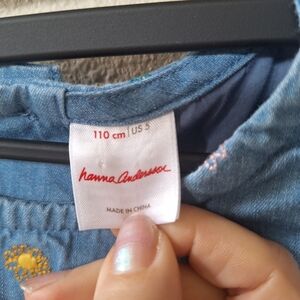 110 cm | US 5
hanna andersson
MADE IN CHINA